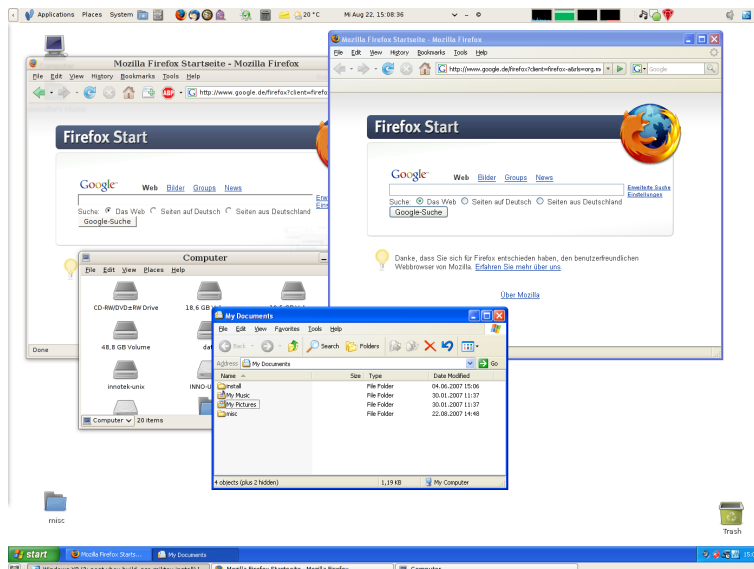 Applications Places System
20 °C
Mi Aug 22, 15:08:36
Mozilla Firefox Startseite - Mozilla Firefox
File Edit View History Bookmarks Tools Help
http://www.google.de/firefox?client=firefo
Firefox Start
Google
Web Bilder Groups News
Suche: Das Web Seiten auf Deutsch Seiten aus Deutschland
Google-Suche
Done
Mozilla Firefox Startseite - Mozilla Firefox
File Edit View History Bookmarks Tools Help
http://www.google.de/firefox?client=firefox-a&rls=org.m
Google
Firefox Start
Google
Web Bilder Groups News
Erweiterte Suche
Einstellungen
Suche: Das Web Seiten auf Deutsch Seiten aus Deutschland
Google-Suche
Danke, dass Sie sich für Firefox entschieden haben, den benutzerfreundlichen
Webbrowser von Mozilla. Erfahren Sie mehr über uns.
Über Mozilla
Computer
File Edit View Places Help
CD-RW/DVD±RW Drive
18,6 GB
48,8 GB Volume
innotek-unix
INNO-U
Computer
20 items
My Documents
File Edit View Favorites Tools Help
Back Search Folders
Address My Documents Go
Name Size Type Date Modified
install File Folder 04.06.2007 15:06
My Music File Folder 30.01.2007 11:37
My Pictures File Folder 30.01.2007 11:37
misc File Folder 22.08.2007 14:48
4 objects (plus 2 hidden) 1,19 KB My Computer
misc
Trash
start
Mozilla Firefox Starts...
My Documents
Mozilla Firefox Startseite - Mozilla Firefox
Computer